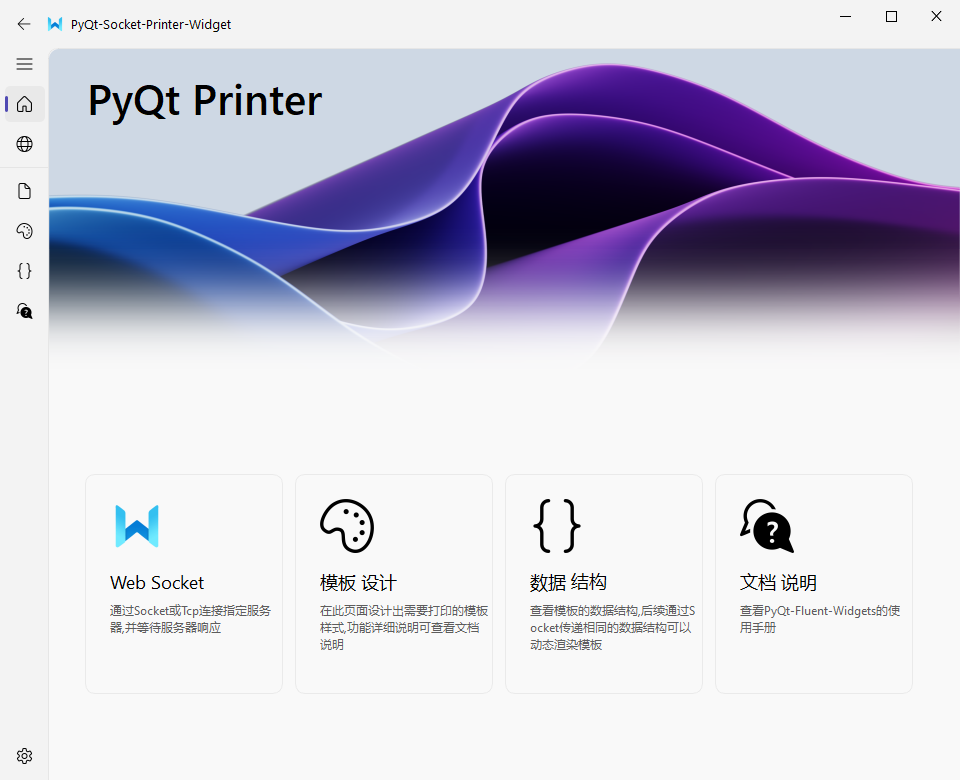 PyQt-Socket-Printer-Widget
PyQt Printer
Web Socket
通过Socket或Tcp连接指定服务
器,并等待服务器响应
模板 设计
在此页面设计出需要打印的模板
样式,功能详细说明可查看文档
说明
数据 结构
查看模板的数据结构,后续通过S
ocket传递相同的数据结构可以
动态渲染模板
文档 说明
查看PyQt-Fluent-Widgets的使
用手册